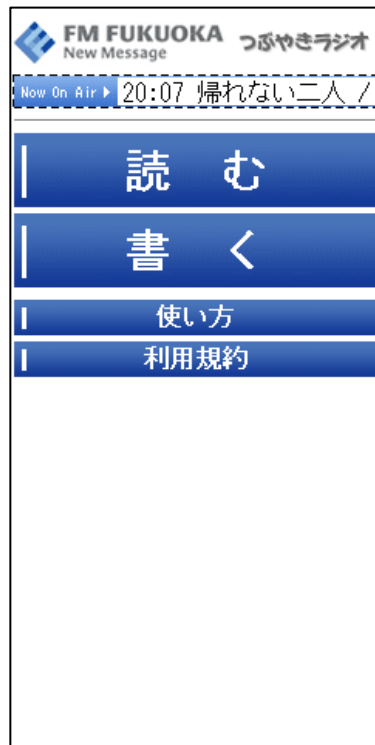 FM FUKUOKA つぶやきラジオ
New Message
Now On Air 20:07 帰れない二人 /
読 む
書 く
使い方
利用規約